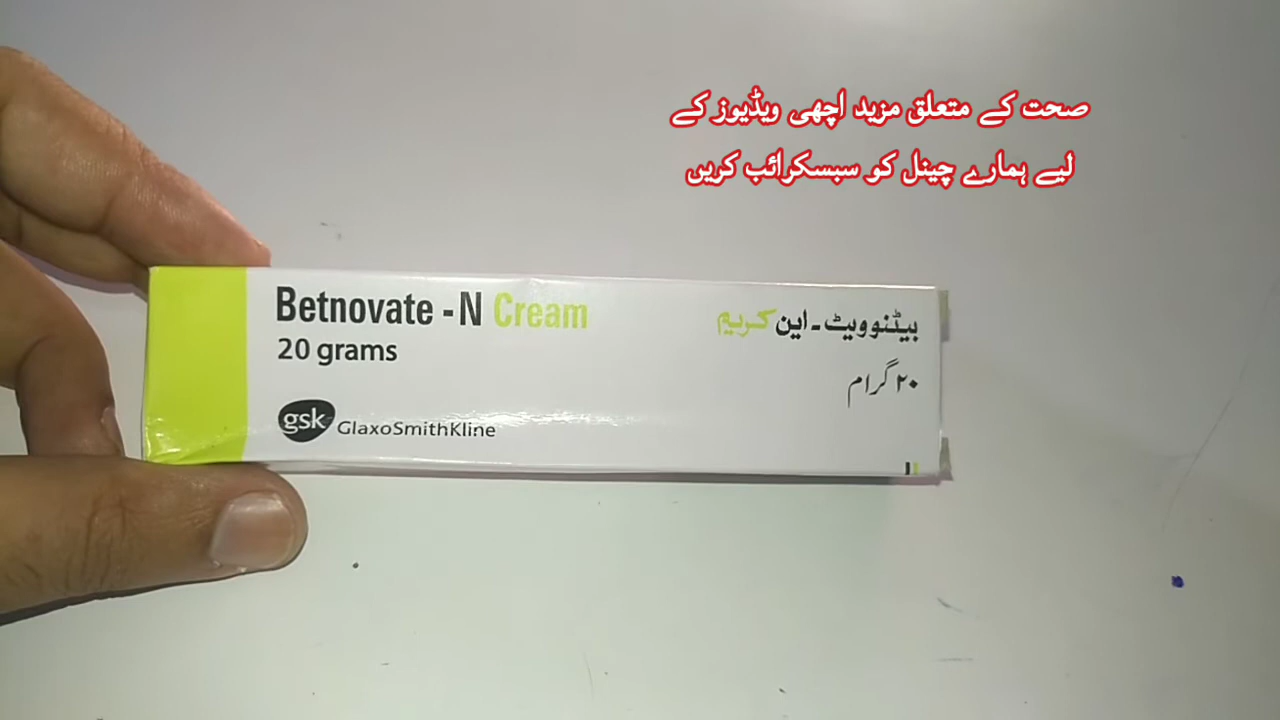 صحت کے متعلق مزید اچھی ویڈیوز کے
لیے ہمارے چینل کو سبسکرائب کریں
Betnovate - N Cream
20 grams
gsk GlaxoSmithKline
بیٹنوویٹ ۔ این کریم
۲۰ گرام